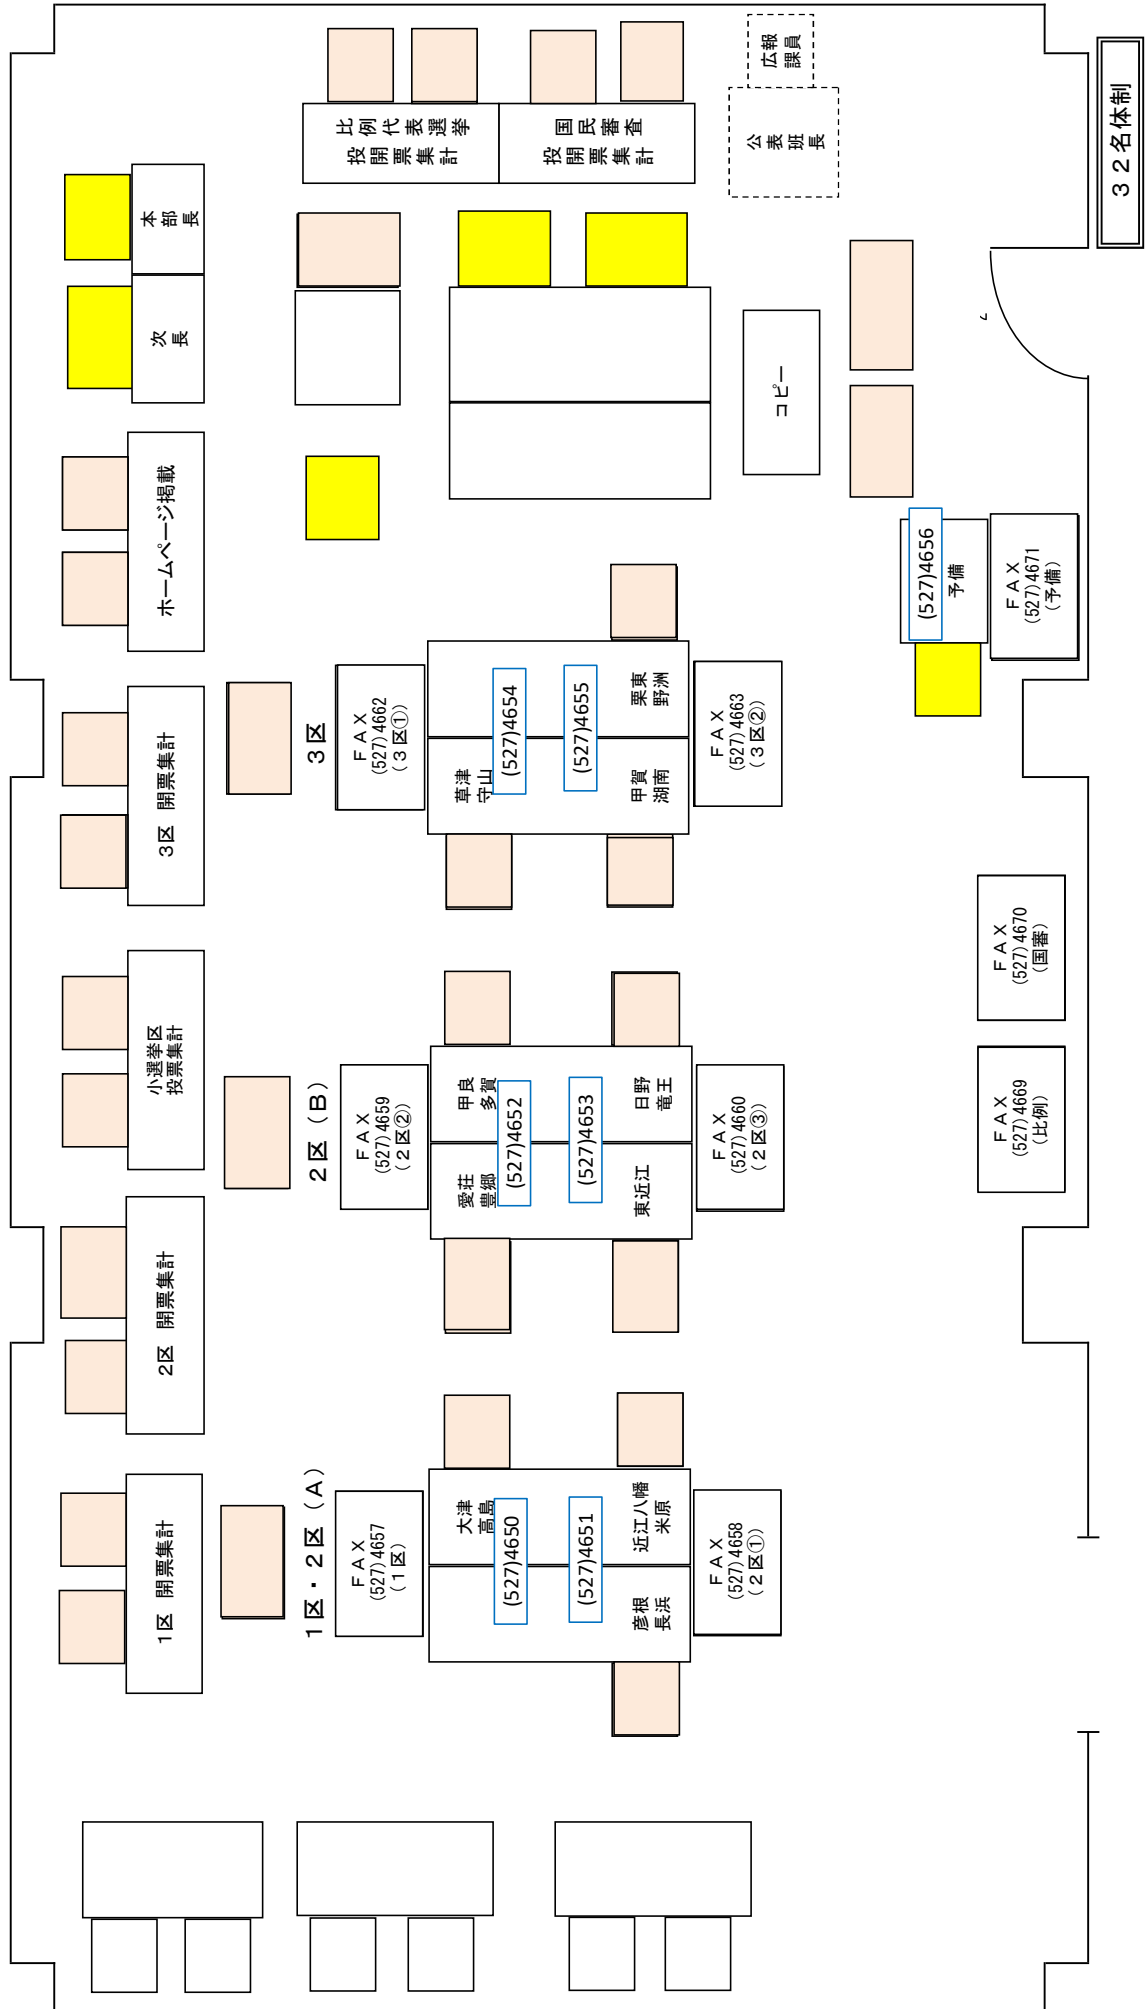 ３２名体制
広報
課員
公
表
班
長
比例代表選挙
投開票集計
国民審査
投開票集計
本部長
次長
ホームページ掲載
コピー
３区 開票集計
３区
ＦＡＸ
(527)4662
（３区①）
草津
守山
(527)4654
(527)4655
栗東
野洲
甲賀
湖南
ＦＡＸ
(527)4663
（３区②）
(527)4656
予備
ＦＡＸ
(527)4671
（予備）
小選挙区
投票集計
２区（Ｂ）
ＦＡＸ
(527)4659
（２区②）
甲良
多賀
愛荘
豊郷
(527)4652
(527)4653
日野
竜王
東近江
ＦＡＸ
(527)4660
（２区③）
ＦＡＸ
(527)4670
（国審）
ＦＡＸ
(527)4669
（比例）
２区 開票集計
１区 開票集計
１区・２区（Ａ）
ＦＡＸ
(527)4657
（１区）
大津
高島
(527)4650
(527)4651
近江八幡
米原
彦根
長浜
ＦＡＸ
(527)4658
（２区①）